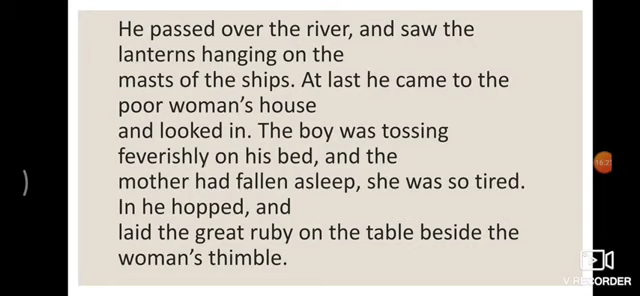 He passed over the river, and saw the
lanterns hanging on the
masts of the ships. At last he came to the
poor woman's house
and looked in. The boy was tossing
feverishly on his bed, and the
mother had fallen asleep, she was so tired.
In he hopped, and
laid the great ruby on the table beside the
woman's thimble.
16:21
V RECORDER